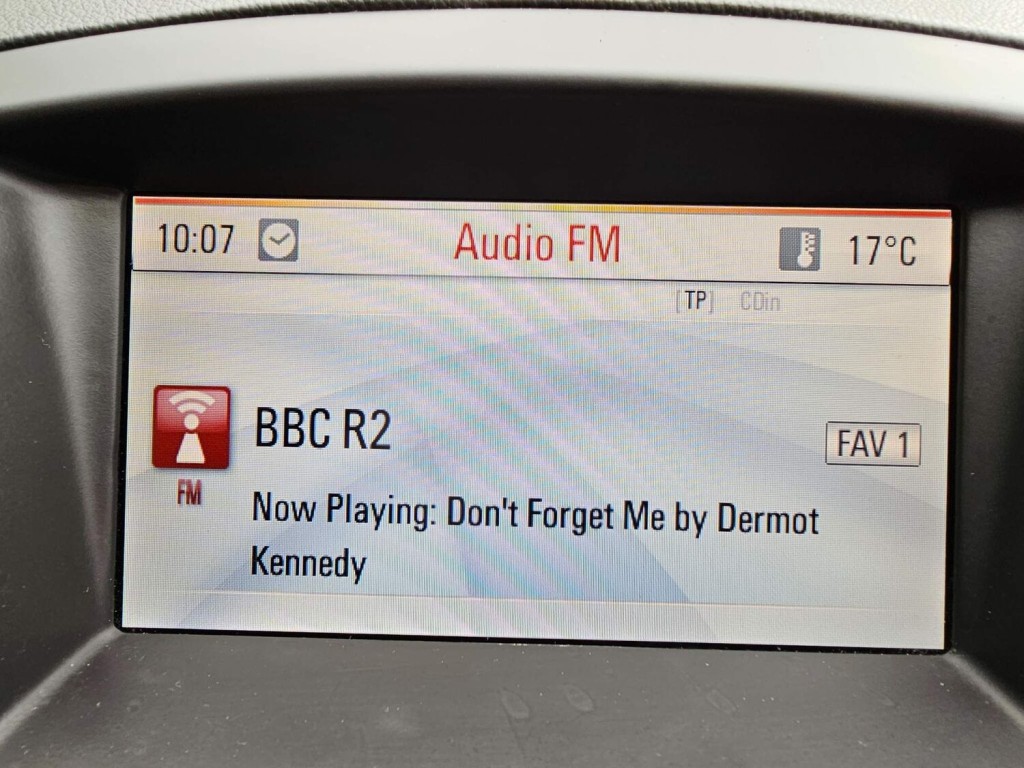 10:07 Audio FM 17°C
[TP] CDin
BBC R2
FAV 1
FM
Now Playing: Don't Forget Me by Dermot
Kennedy